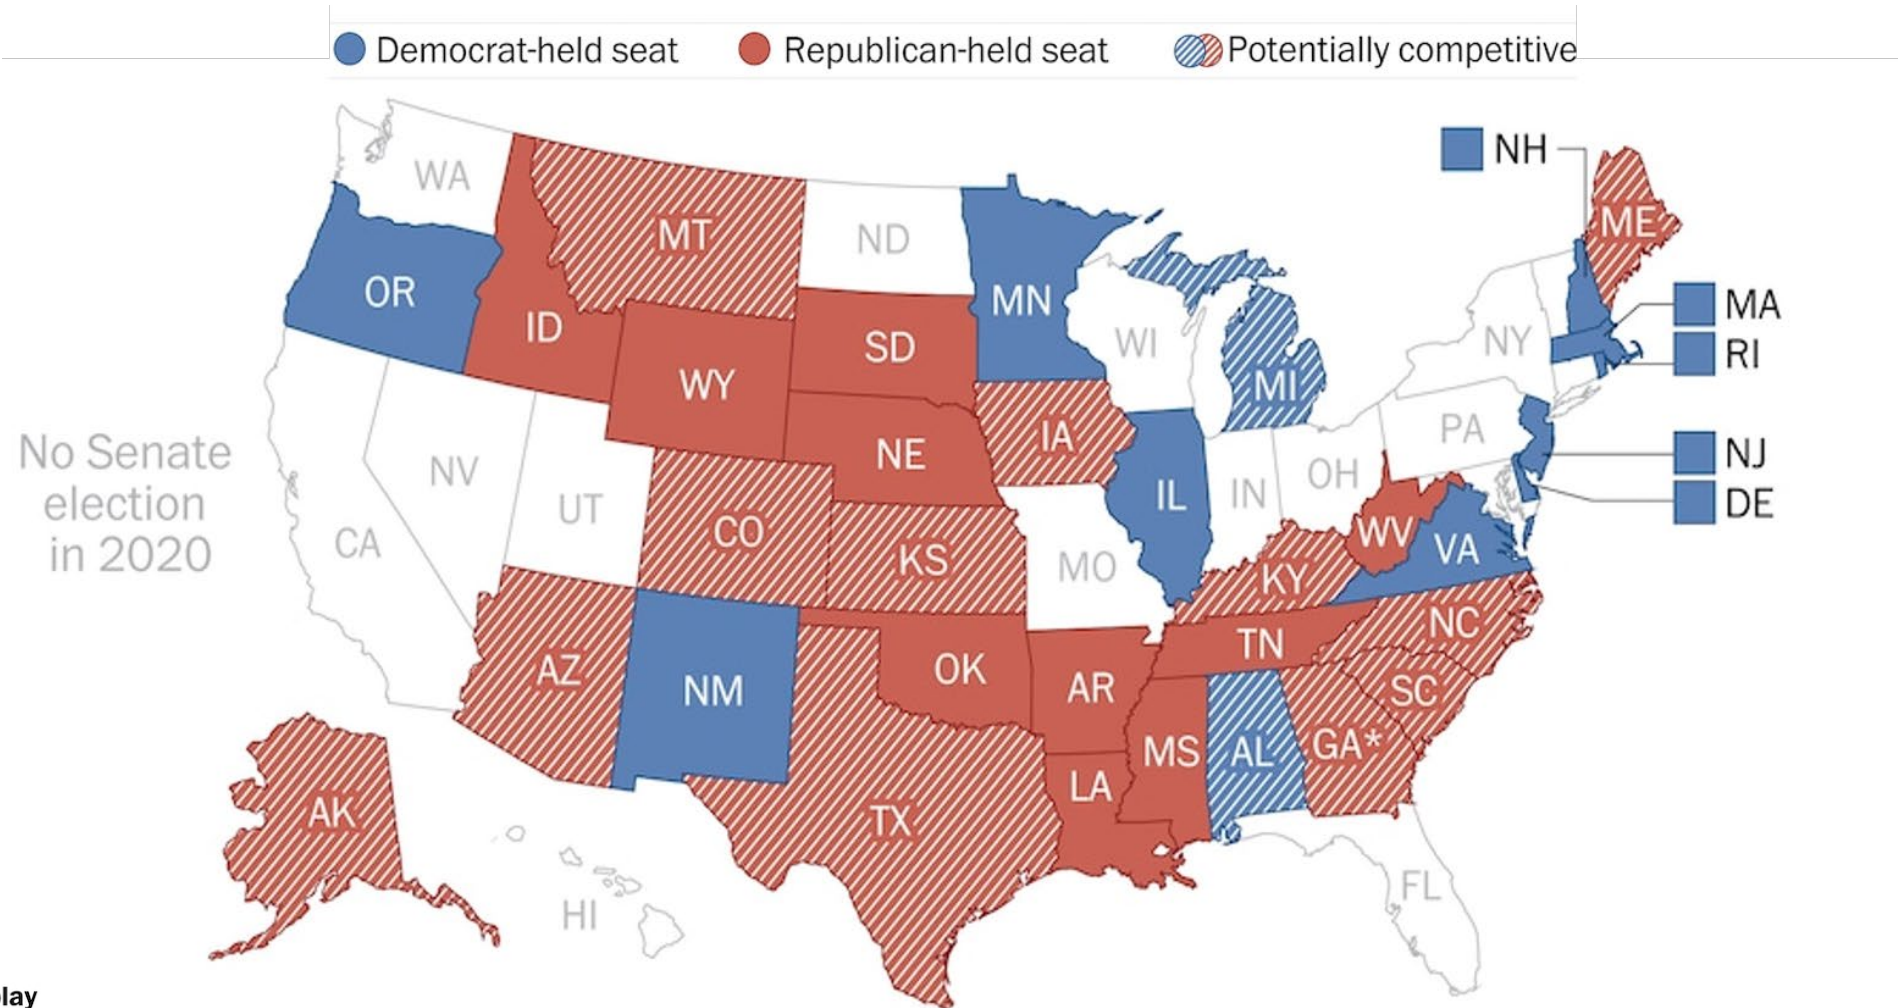 Democrat-held seat
Republican-held seat
Potentially competitive
NH
WA
ME
MT
ND
OR
MN
MA
ID
SD
WI
NY
RI
WY
MI
NE
IA
PA
NJ
No Senate
election
in 2020
NV
UT
IL
IN
OH
DE
CA
CO
KS
MO
WV
VA
KY
NC
AZ
NM
OK
AR
TN
SC
MS
AL
GA*
LA
AK
TX
HI
FL
lay